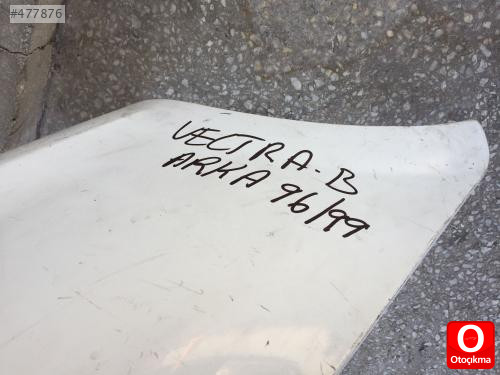 #477876
VECTRA-B
ARKA 96/99
O
Otoçıkma